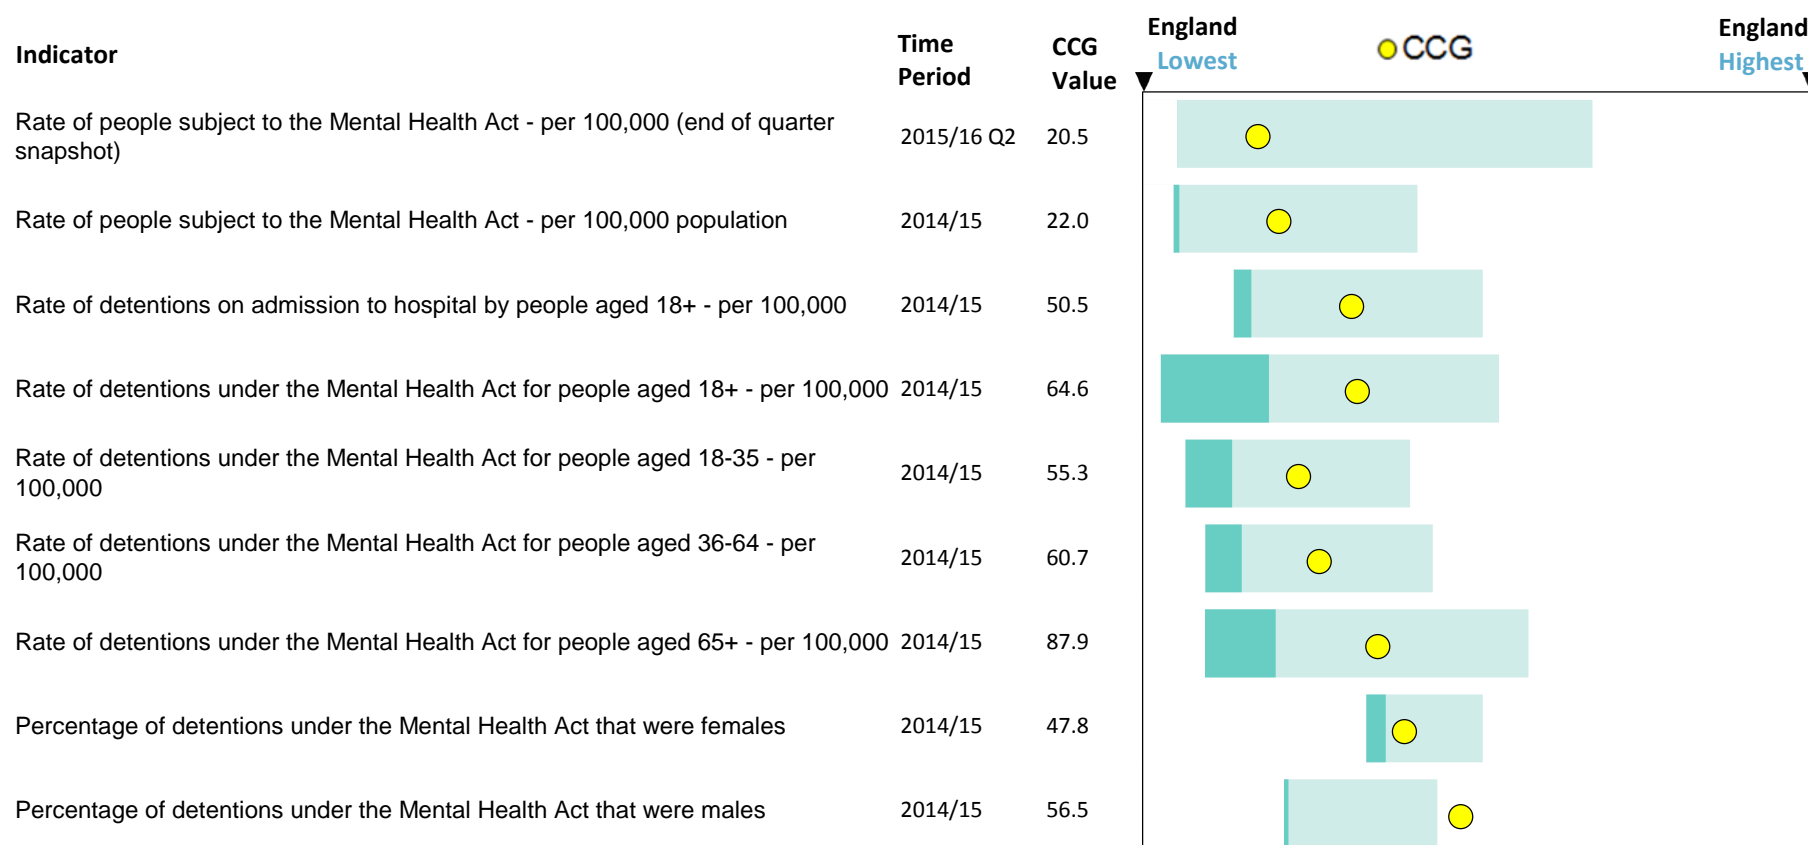 Indicator
Time Period
CCG Value
England Lowest
CCG
England Highest
Rate of people subject to the Mental Health Act - per 100,000 (end of quarter
snapshot)
2015/16 Q2
20.5
Rate of people subject to the Mental Health Act - per 100,000 population
2014/15
22.0
Rate of detentions on admission to hospital by people aged 18+ - per 100,000
2014/15
50.5
Rate of detentions under the Mental Health Act for people aged 18+ - per 100,000
2014/15
64.6
Rate of detentions under the Mental Health Act for people aged 18-35 - per
100,000
2014/15
55.3
Rate of detentions under the Mental Health Act for people aged 36-64 - per
100,000
2014/15
60.7
Rate of detentions under the Mental Health Act for people aged 65+ - per 100,000
2014/15
87.9
Percentage of detentions under the Mental Health Act that were females
2014/15
47.8
Percentage of detentions under the Mental Health Act that were males
2014/15
56.5